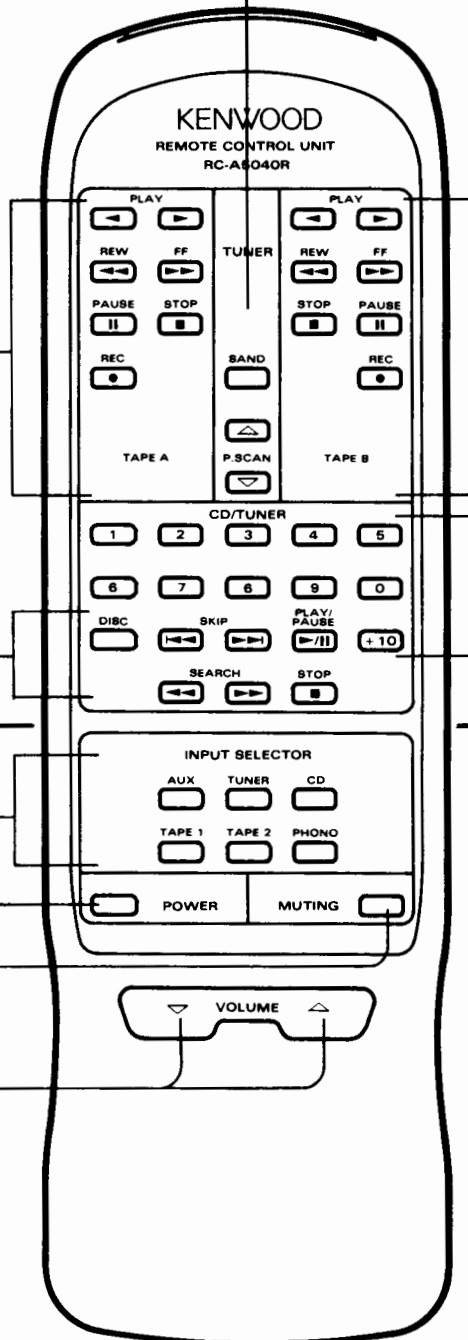 KENWOOD
REMOTE CONTROL UNIT
RC-A5040R
PLAY PLAY
TUNER
REW FF REW FF
PAUSE STOP STOP PAUSE
REC BAND REC
TAPE A P.SCAN TAPE B
CD/TUNER
1 2 3 4 5
6 7 6 9 0
DISC SKIP PLAY/
PAUSE
+10
SEARCH STOP
INPUT SELECTOR
AUX TUNER CD
TAPE 1 TAPE 2 PHONO
POWER MUTING
VOLUME